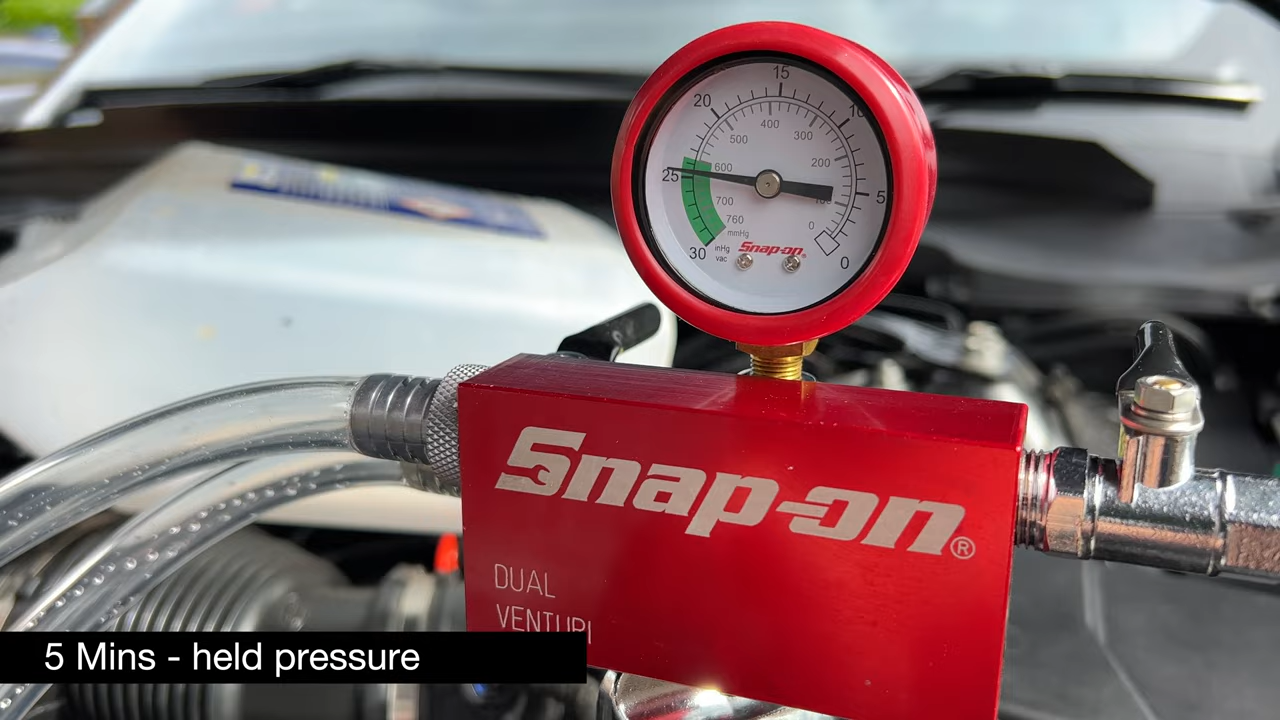 15
20
10
400
500
300
600
200
25
5
700
100
760
0
mmHg
Snap-on®
inHg
vac
30
0
Snap-on®
DUAL
VENTURI
5 Mins - held pressure